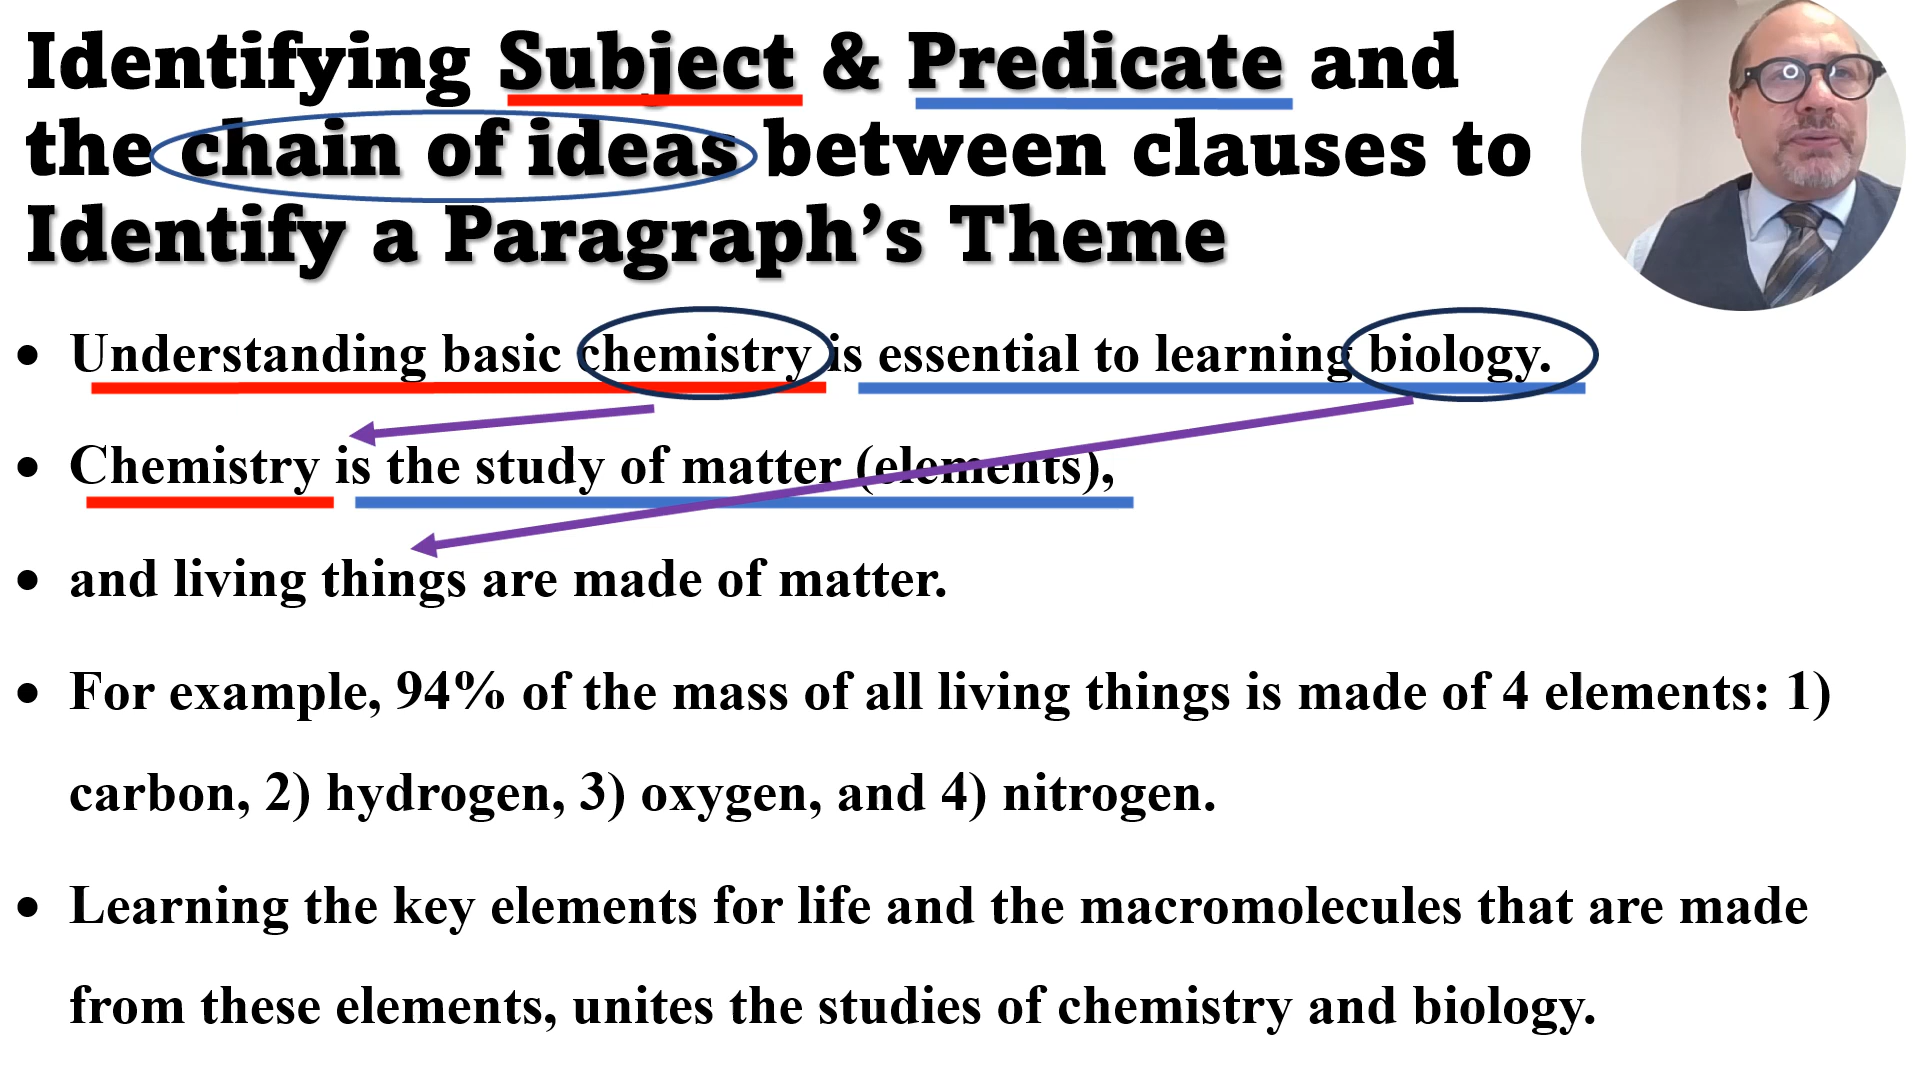 Identifying Subject & Predicate and
the chain of ideas between clauses to
Identify a Paragraph’s Theme
• Understanding basic chemistry is essential to learning biology.
• Chemistry is the study of matter (elements),
• and living things are made of matter.
• For example, 94% of the mass of all living things is made of 4 elements: 1)
carbon, 2) hydrogen, 3) oxygen, and 4) nitrogen.
• Learning the key elements for life and the macromolecules that are made
from these elements, unites the studies of chemistry and biology.